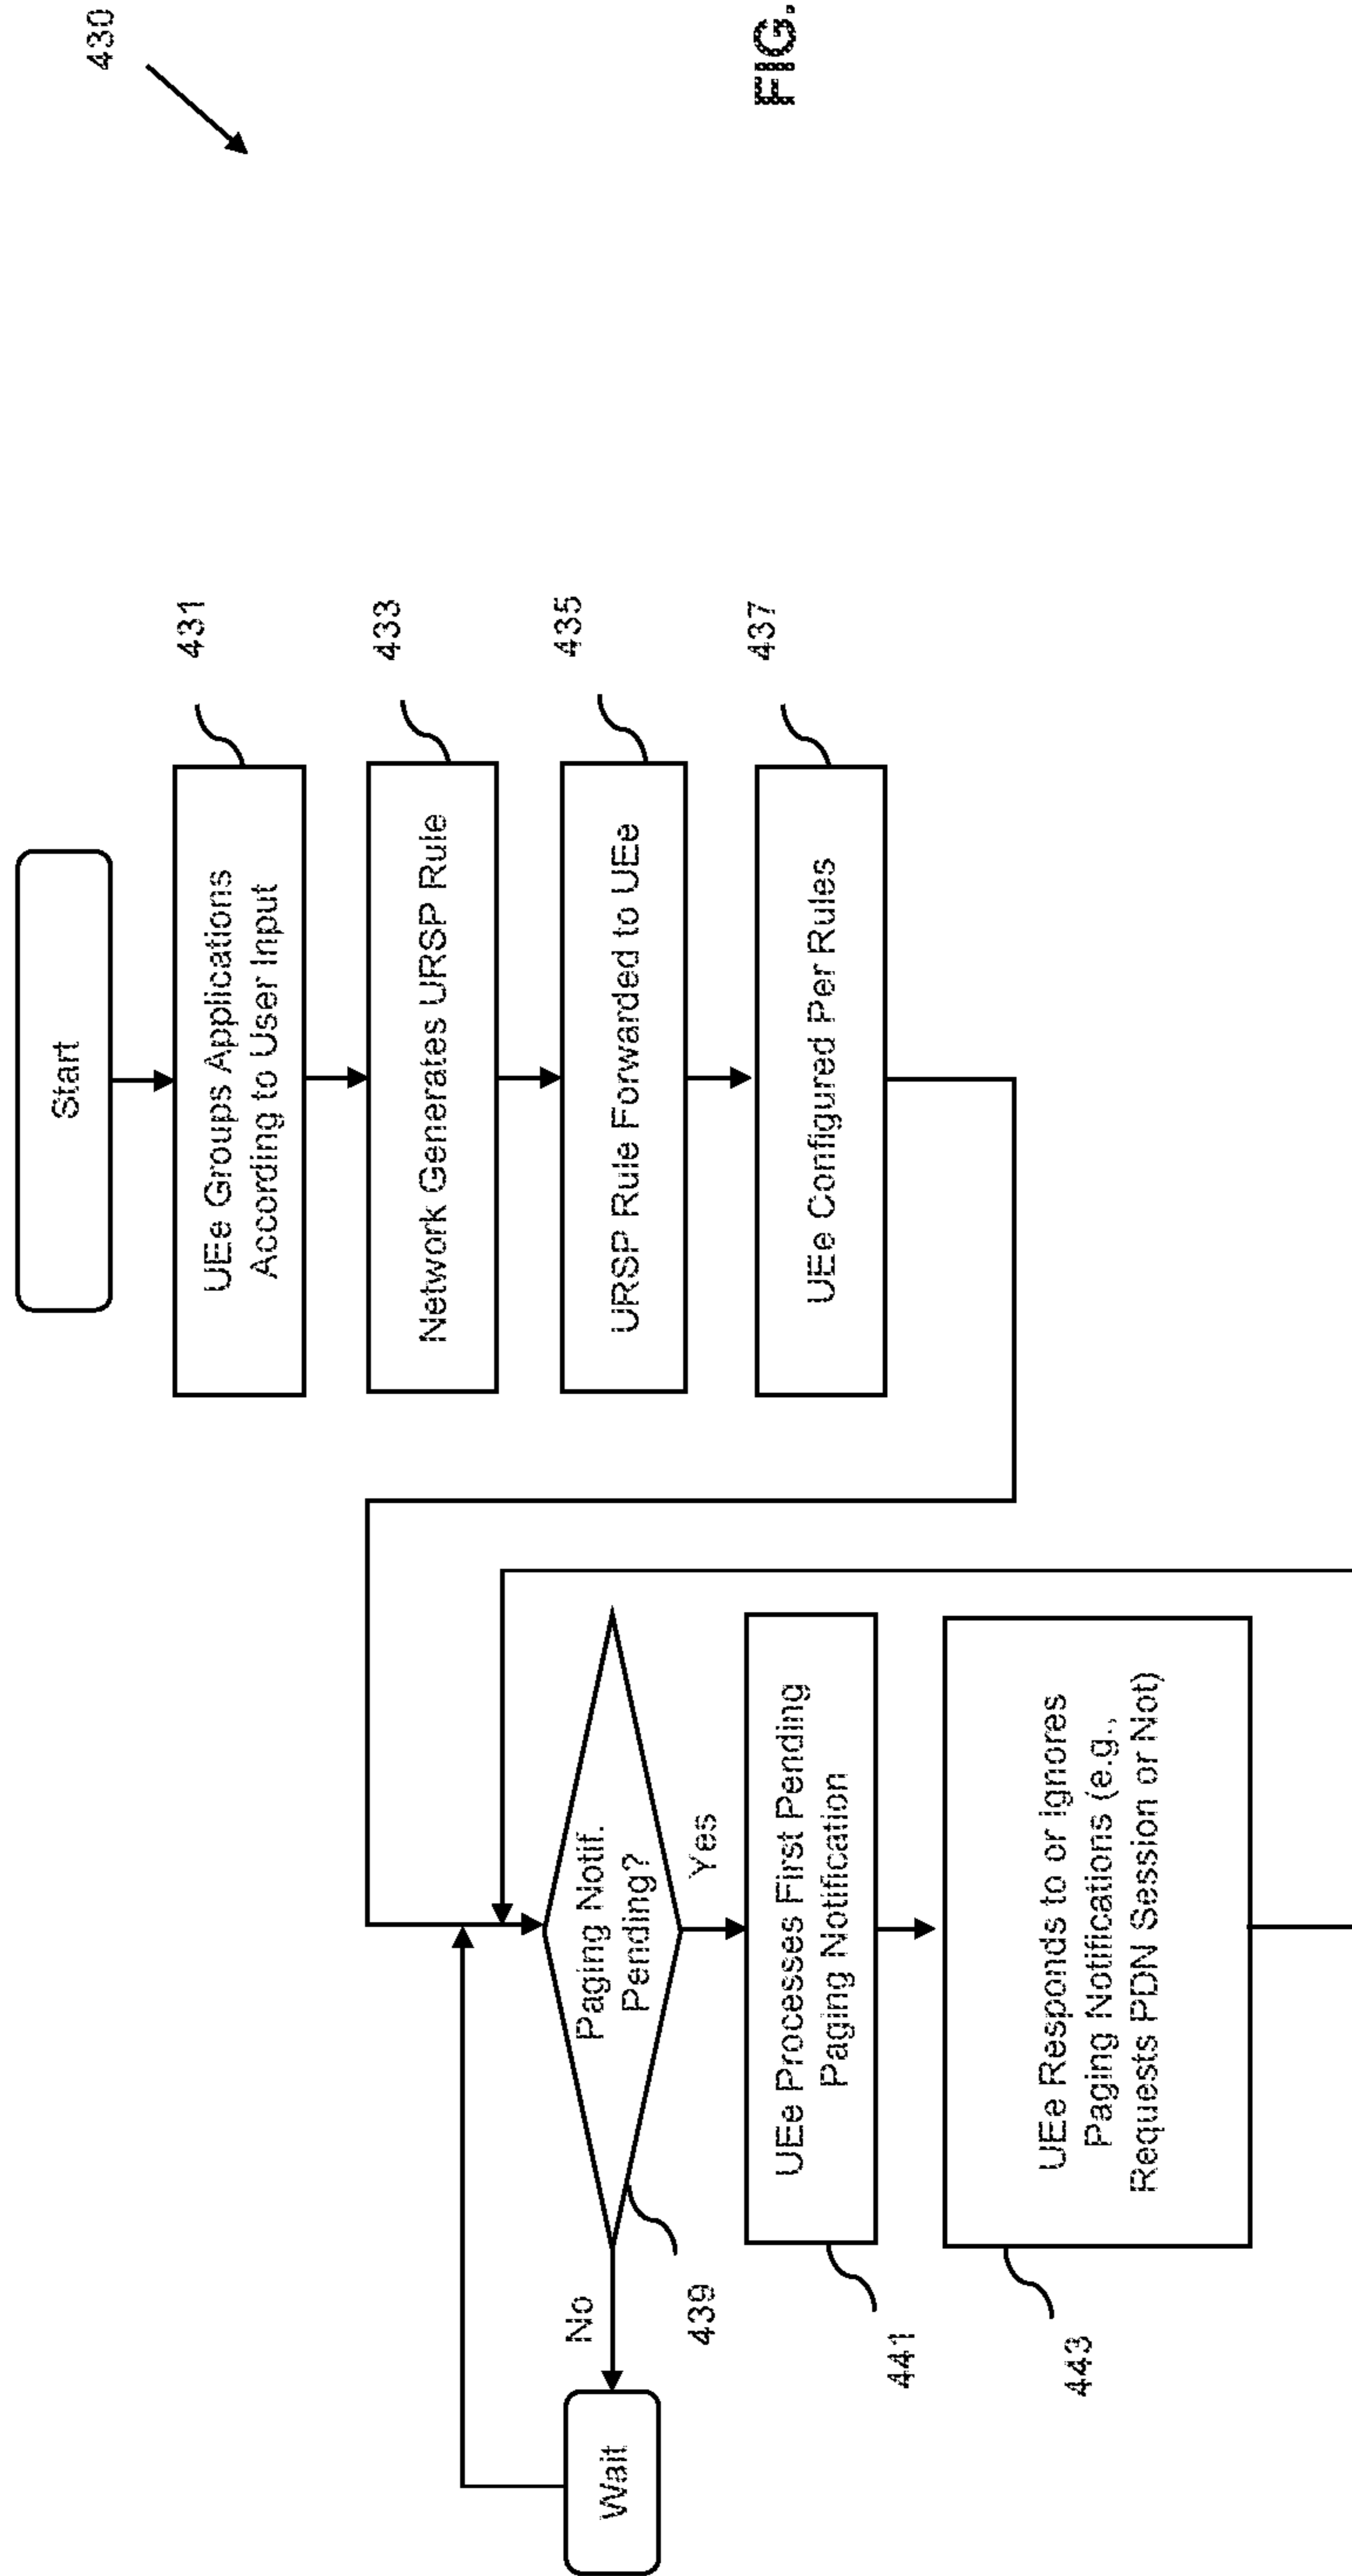 430
Start
UEe Groups Applications
According to User Input
431
Network Generates URSP Rule
433
URSP Rule Forwarded to UEe
435
UEe Configured Per Rules
437
Paging Notif.
Pending?
439
No
Wait
Yes
UEe Processes First Pending
Paging Notification
441
UEe Responds to or ignores
Paging Notifications (e.g.,
Requests PDN Session or Not)
443
FIG.